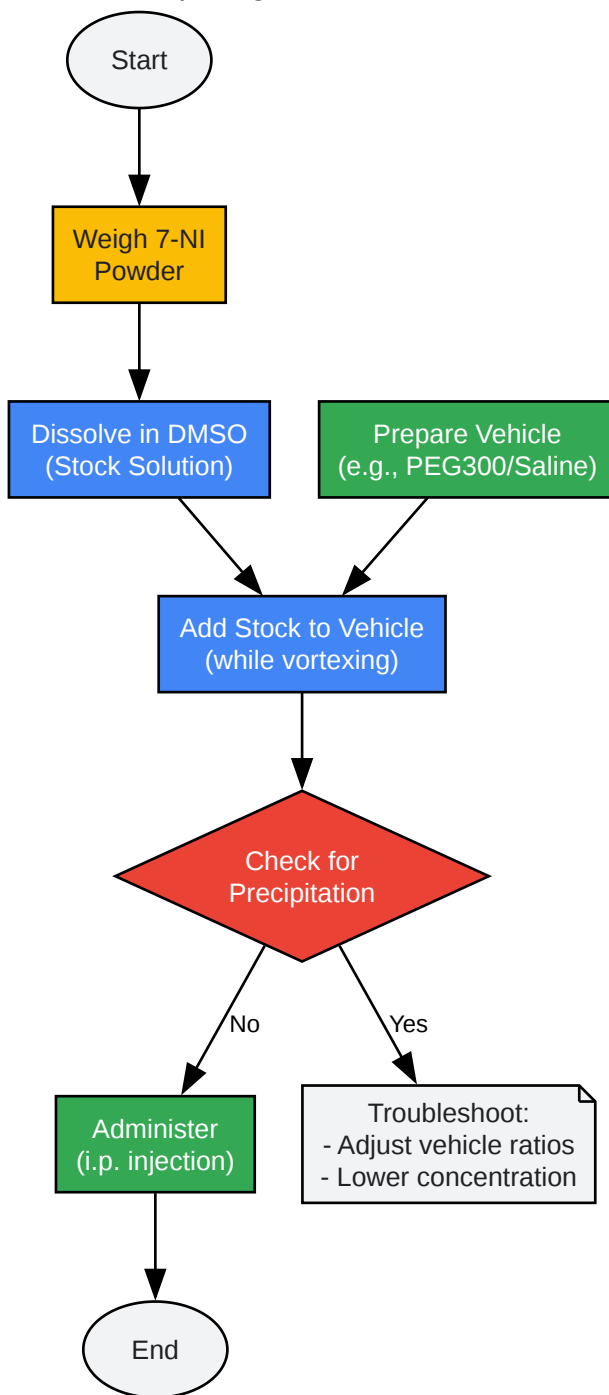 Start
Weigh 7-NI
Powder
Dissolve in DMSO
(Stock Solution)
Prepare Vehicle
(e.g., PEG300/Saline)
Add Stock to Vehicle
(while vortexing)
Check for
Precipitation
No
Yes
Administer
(i.p. injection)
Troubleshoot:
- Adjust vehicle ratios
- Lower concentration
End